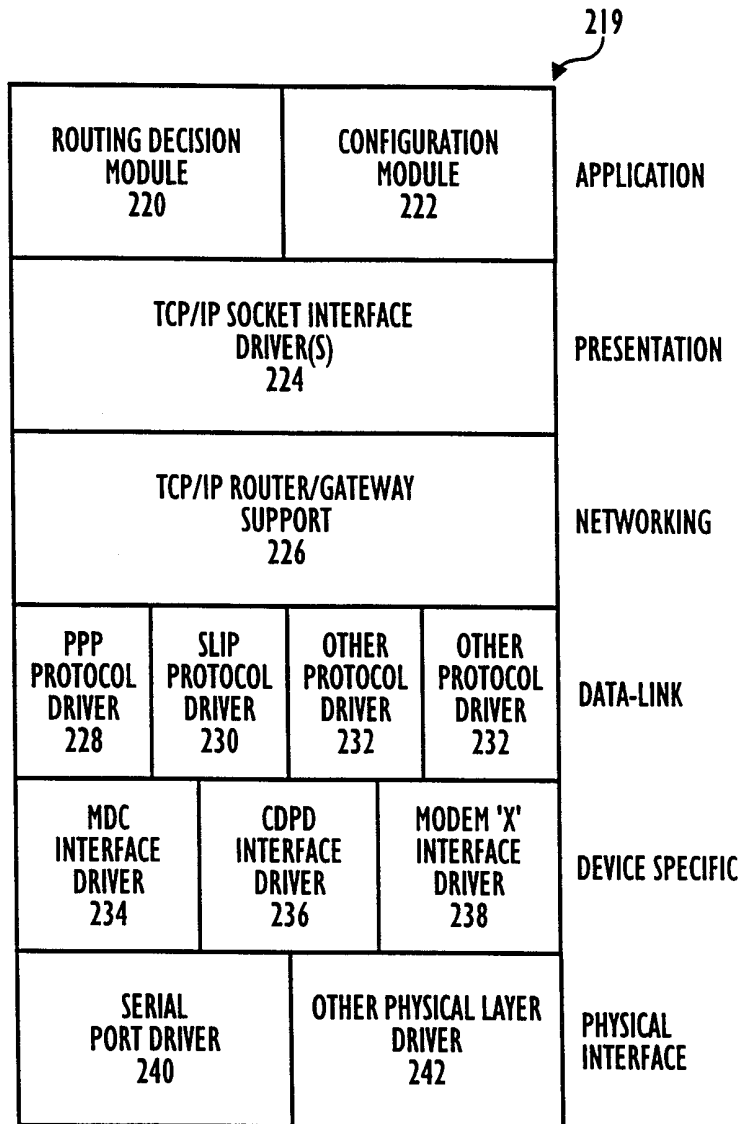 219
ROUTING DECISION
MODULE
220
CONFIGURATION
MODULE
222
APPLICATION
TCP/IP SOCKET INTERFACE
DRIVER(S)
224
PRESENTATION
TCP/IP ROUTER/GATEWAY
SUPPORT
226
NETWORKING
PPP
PROTOCOL
DRIVER
228
SLIP
PROTOCOL
DRIVER
230
OTHER
PROTOCOL
DRIVER
232
OTHER
PROTOCOL
DRIVER
232
DATA-LINK
MDC
INTERFACE
DRIVER
234
CDPD
INTERFACE
DRIVER
236
MODEM 'X'
INTERFACE
DRIVER
238
DEVICE SPECIFIC
SERIAL
PORT DRIVER
240
OTHER PHYSICAL LAYER
DRIVER
242
PHYSICAL
INTERFACE